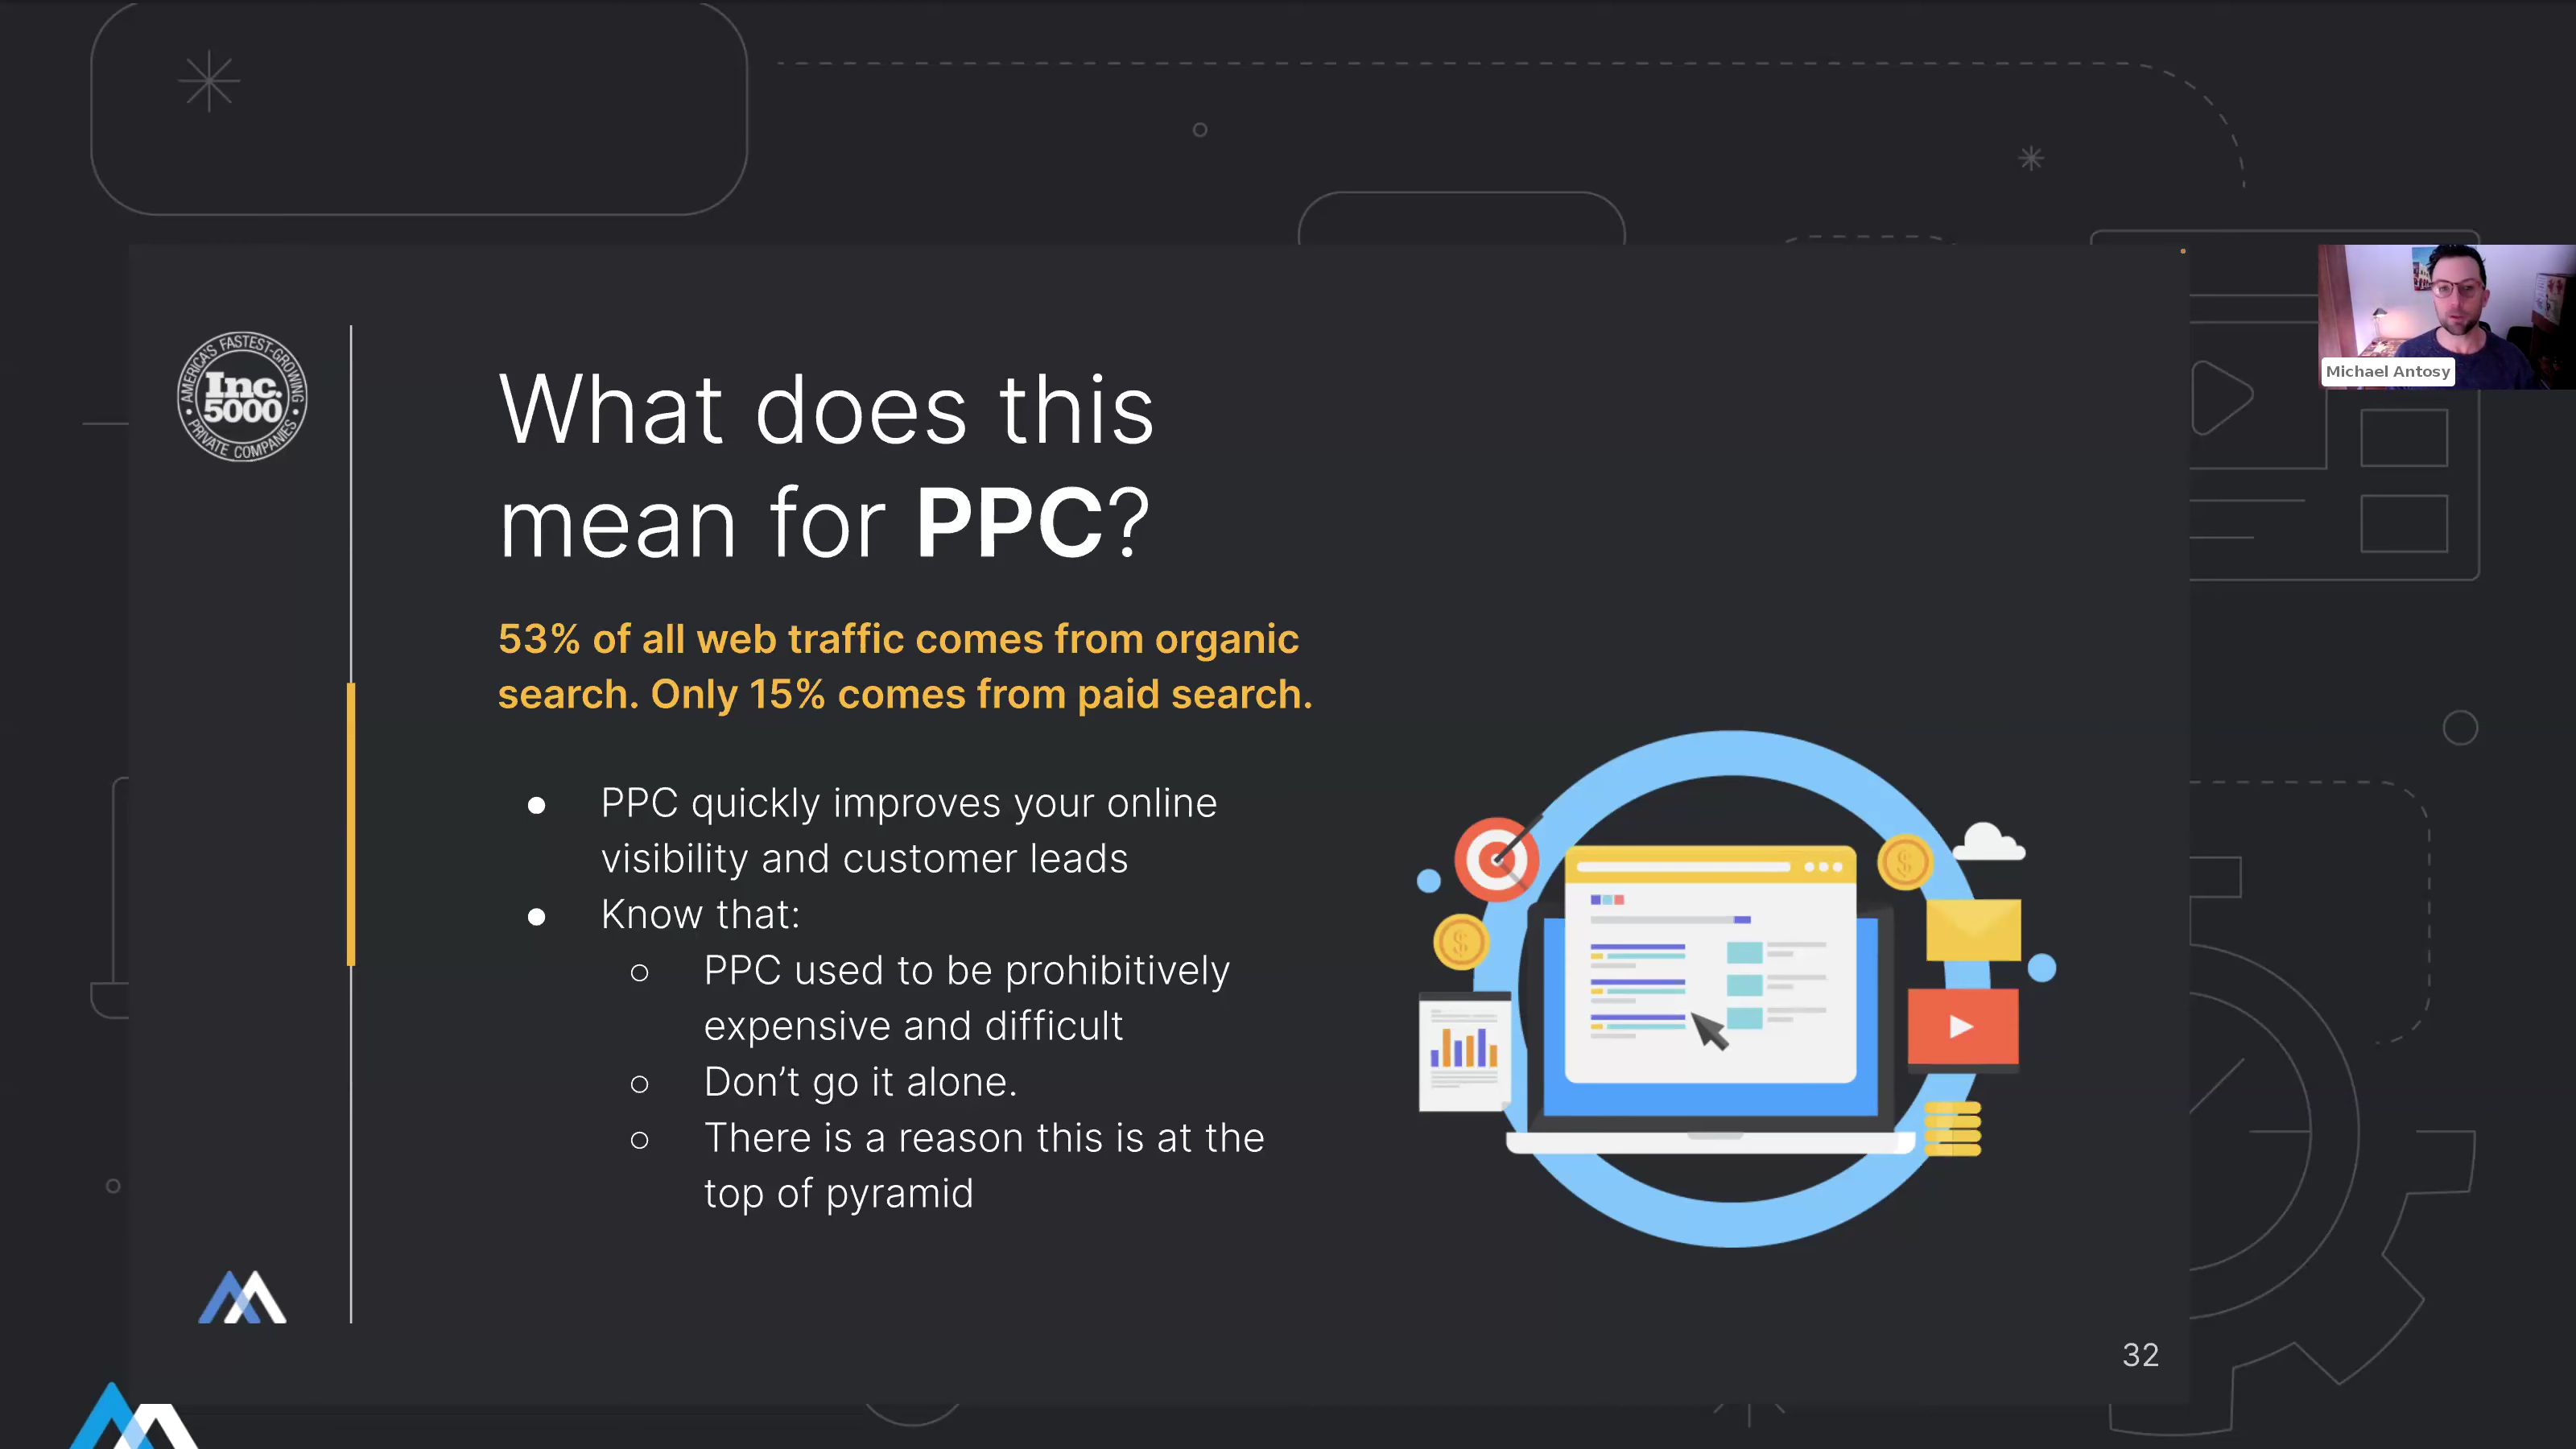 AMERICA'S FASTEST-GROWING
Inc.
5000
PRIVATE COMPANIES
What does this
mean for PPC?
53% of all web traffic comes from organic
search. Only 15% comes from paid search.
● PPC quickly improves your online
visibility and customer leads
● Know that:
○ PPC used to be prohibitively
expensive and difficult
○ Don’t go it alone.
○ There is a reason this is at the
top of pyramid
Michael Antosy
32